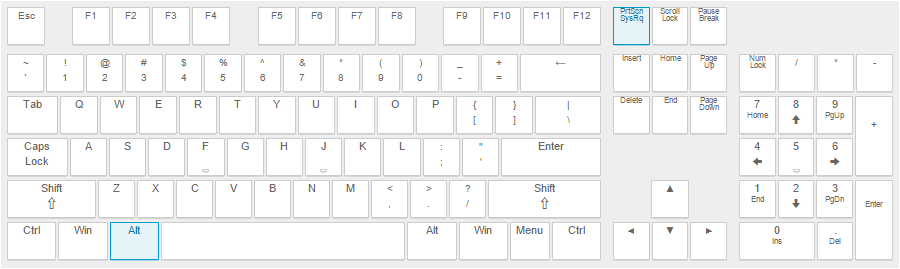 Esc F1 F2 F3 F4 F5 F6 F7 F8 F9 F10 F11 F12 PrtScn SysRq Scroll Lock Pause Break
~ ' ! 1 @ 2 # 3 $ 4 % 5 ^ 6 & 7 * 8 ( 9 ) 0 _ - + = ← Insert Home Page Up Num Lock / * -
Tab Q W E R T Y U I O P { [ } ] | \ Delete End Page Down 7 Home 8 🡅 9 PgUp +
Caps Lock A S D F G H J K L : ; " ' Enter 4 🡄 5 6 🡆
Shift ⇧ Z X C V B N M < , > . ? / Shift ⇧ ▲ 1 End 2 🡇 3 PgDn Enter
Ctrl Win Alt Alt Win Menu Ctrl ◄ ▼ ► 0 Ins . Del